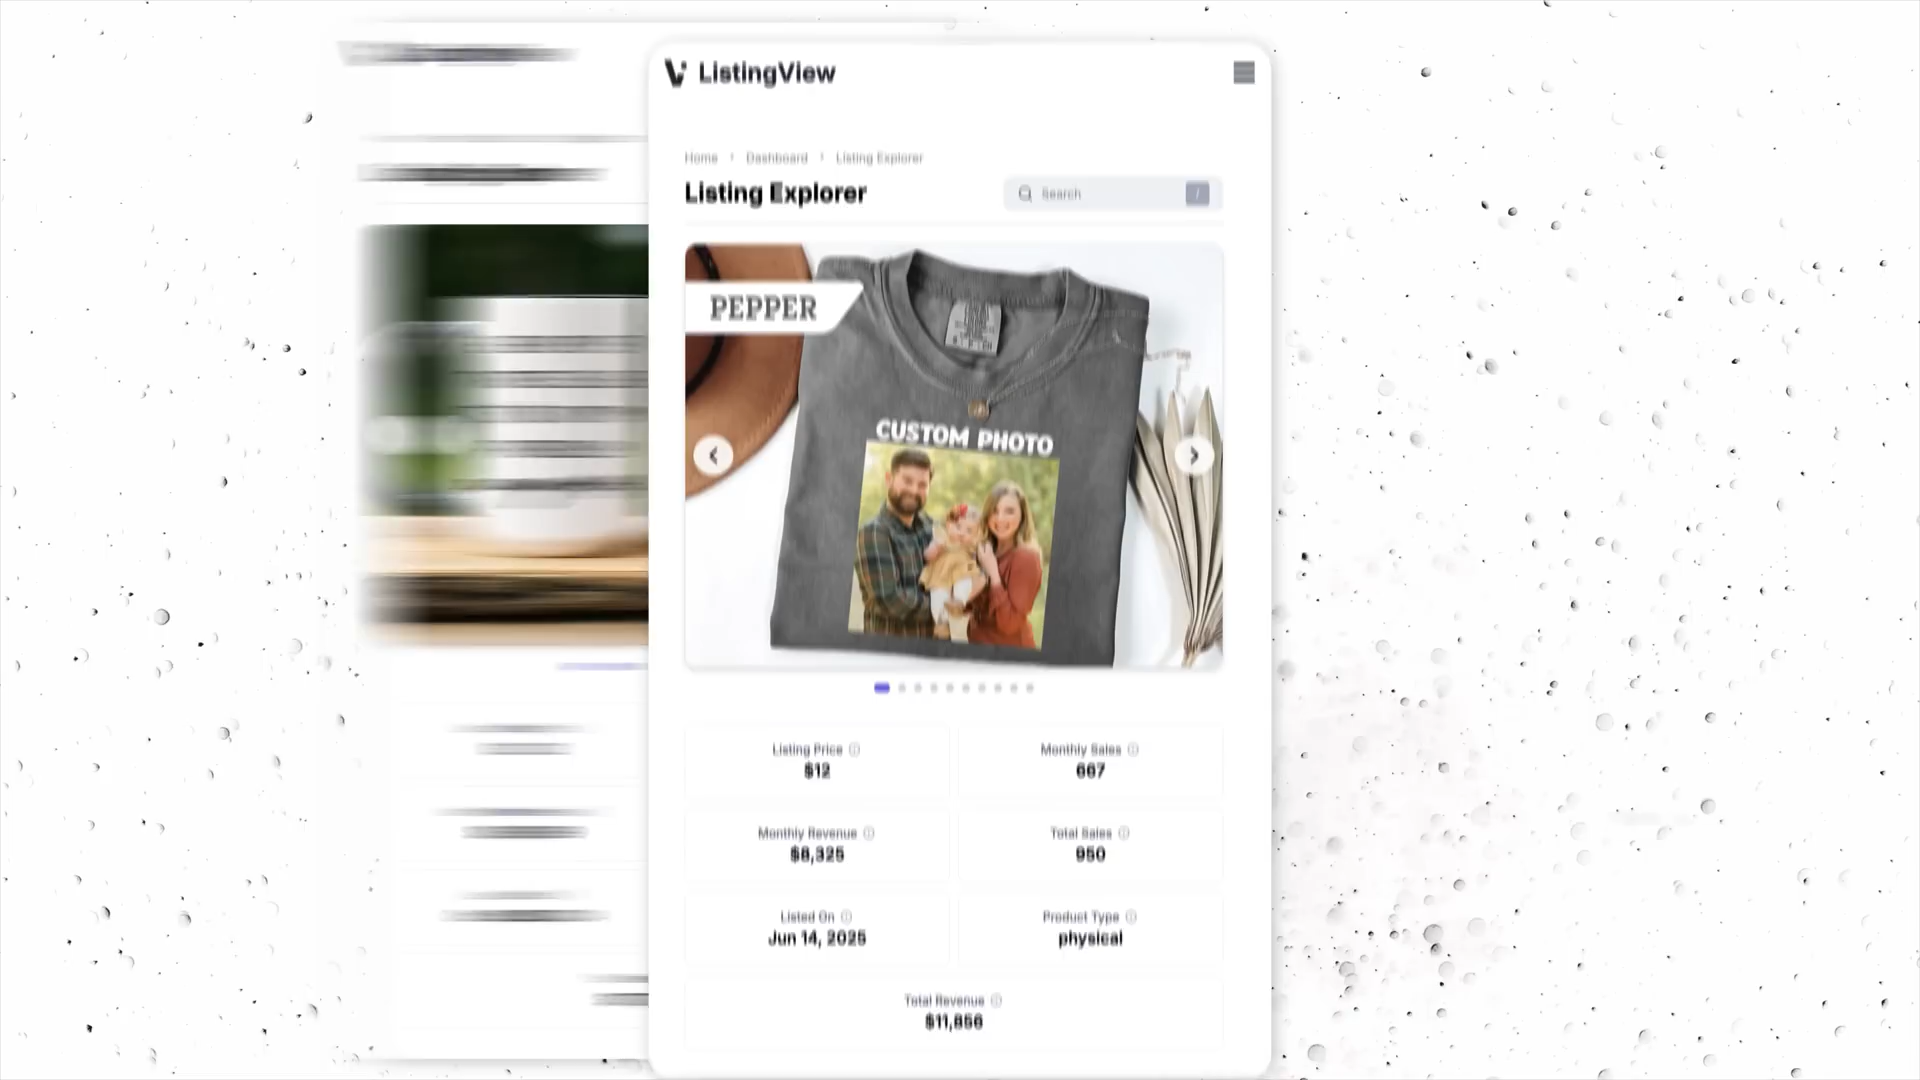 ListingView
Home > Dashboard > Listing Explorer
Listing Explorer
Search
/
PEPPER
CUSTOM PHOTO
Listing Price
$12
Monthly Sales
667
Monthly Revenue
$8,325
Total Sales
950
Listed On
Jun 14, 2025
Product Type
physical
Total Revenue
$11,856